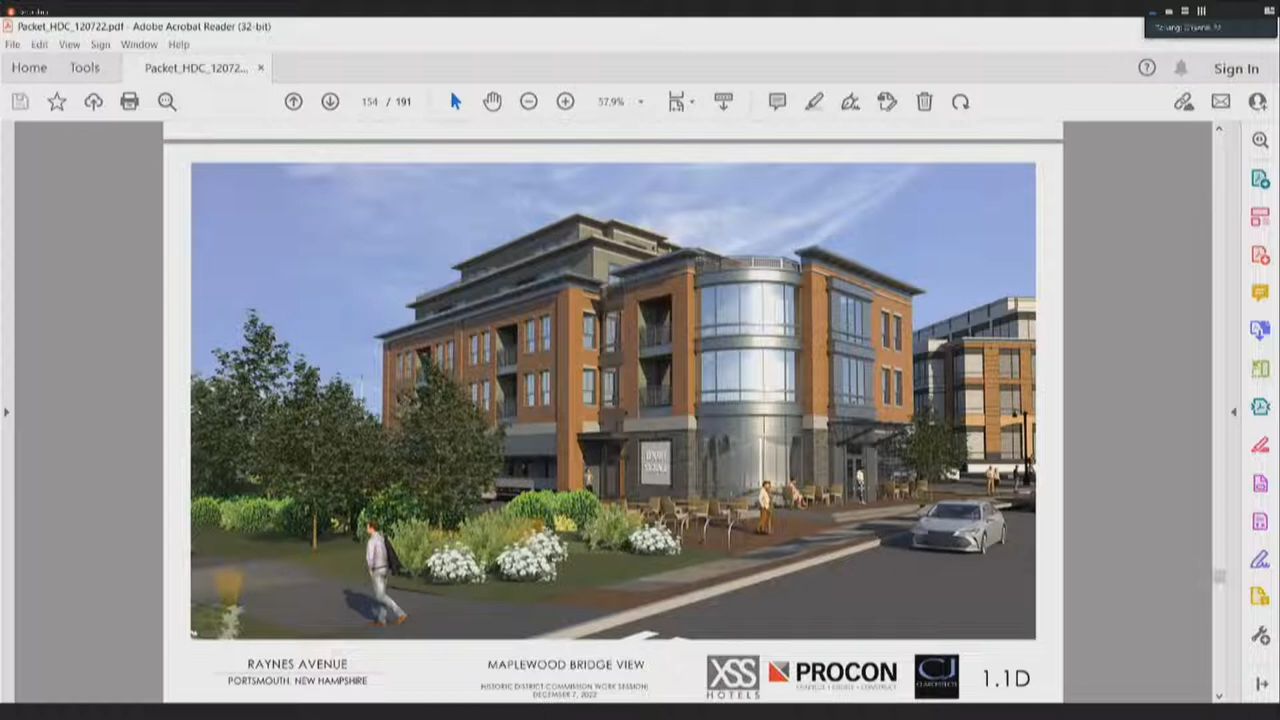 Packet_HDC_120722.pdf - Adobe Acrobat Reader (32-bit)
File Edit View Sign Window Help
Home Tools Packet_HDC_12072... × Sign In
154 / 191 57.9%
RAYNES AVENUE
PORTSMOUTH, NEW HAMPSHIRE
MAPLEWOOD BRIDGE VIEW
HISTORIC DISTRICT COMMISSION WORK SESSION
DECEMBER 7, 2022
XSS
HOTELS
PROCON
CJ
ARCHITECTS
1.1D